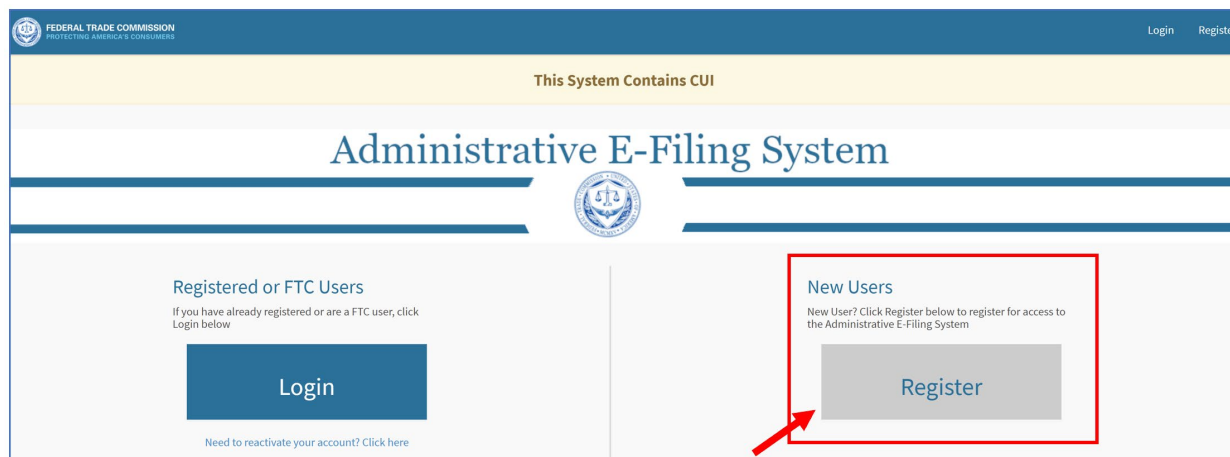 FEDERAL TRADE COMMISSION
PROTECTING AMERICA'S CONSUMERS
Login
This System Contains CUI
Administrative E-Filing System
Registered or FTC Users
If you have already registered or are a FTC user, click
Login below
Login
Need to reactivate your account? Click here
New Users
New User? Click Register below to register for access to
the Administrative E-Filing System
Register